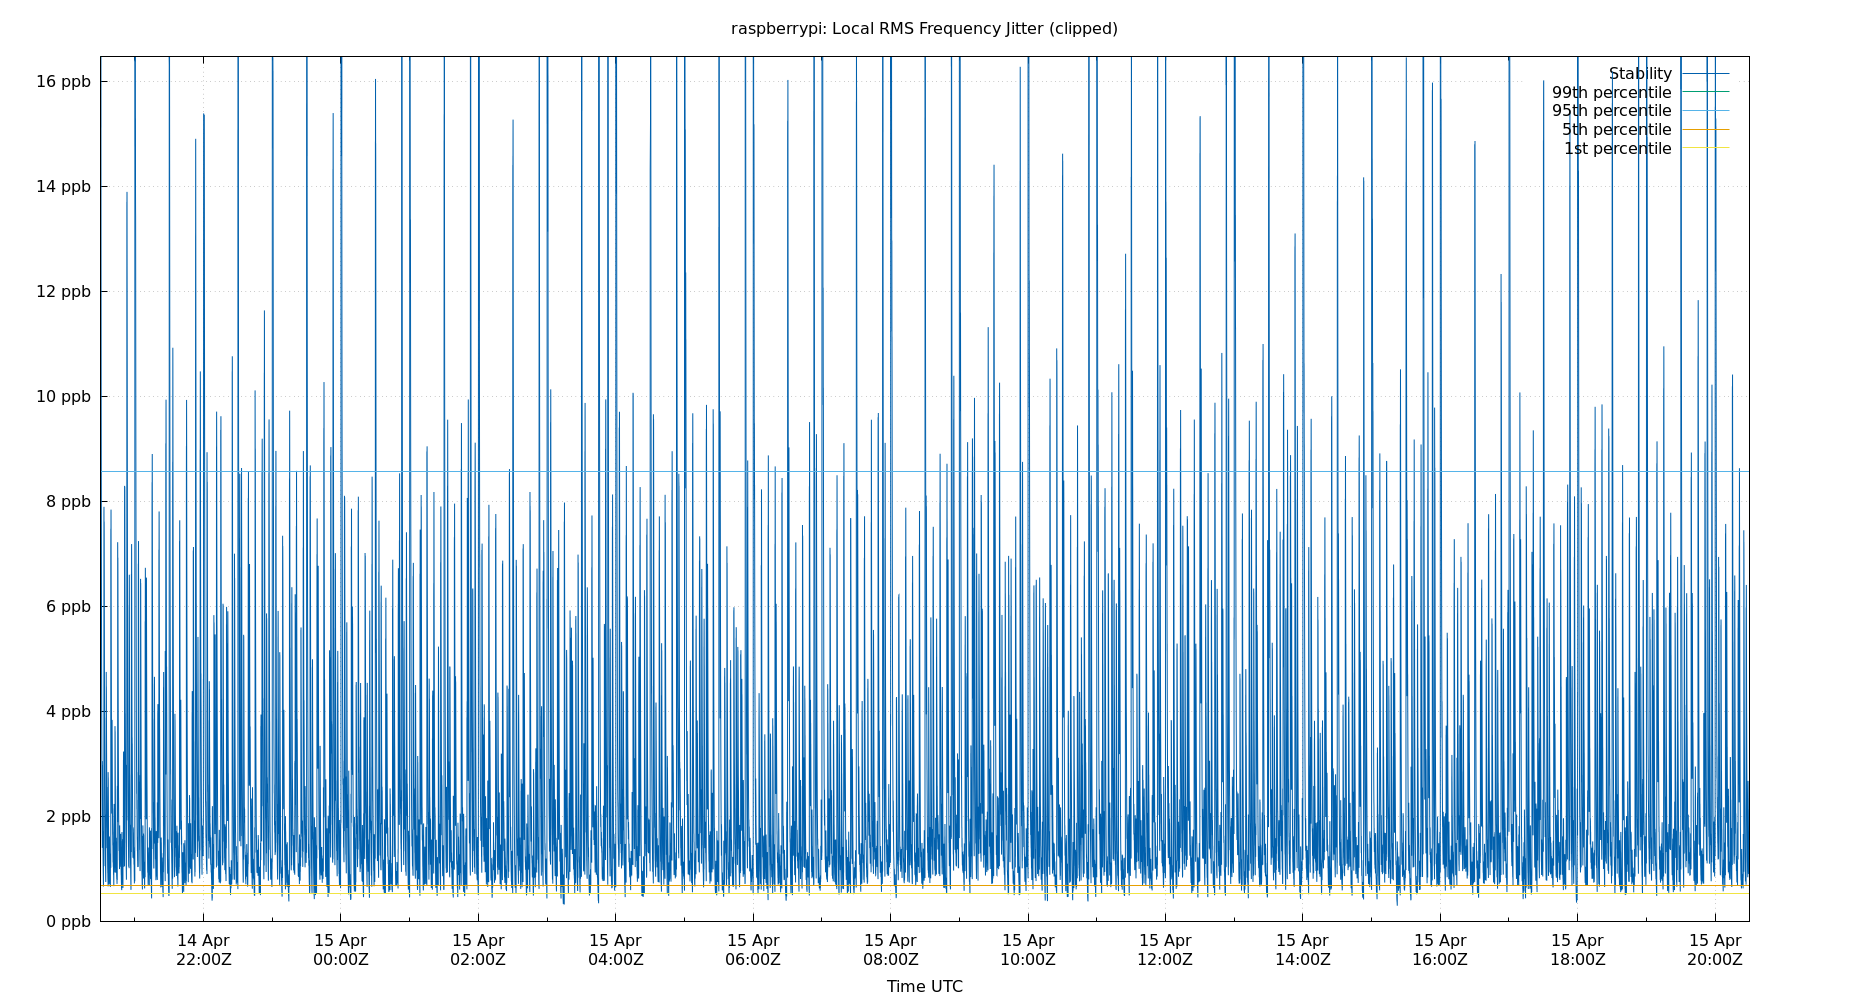 raspberrypi: Local RMS Frequency Jitter (clipped)
16 ppb
14 ppb
12 ppb
10 ppb
8 ppb
6 ppb
4 ppb
2 ppb
0 ppb
Stability
99th percentile
95th percentile
5th percentile
1st percentile
14 Apr 15 Apr 15 Apr 15 Apr 15 Apr 15 Apr 15 Apr 15 Apr 15 Apr 15 Apr 15 Apr 15 Apr
22:00Z 00:00Z 02:00Z 04:00Z 06:00Z 08:00Z 10:00Z 12:00Z 14:00Z 16:00Z 18:00Z 20:00Z
Time UTC